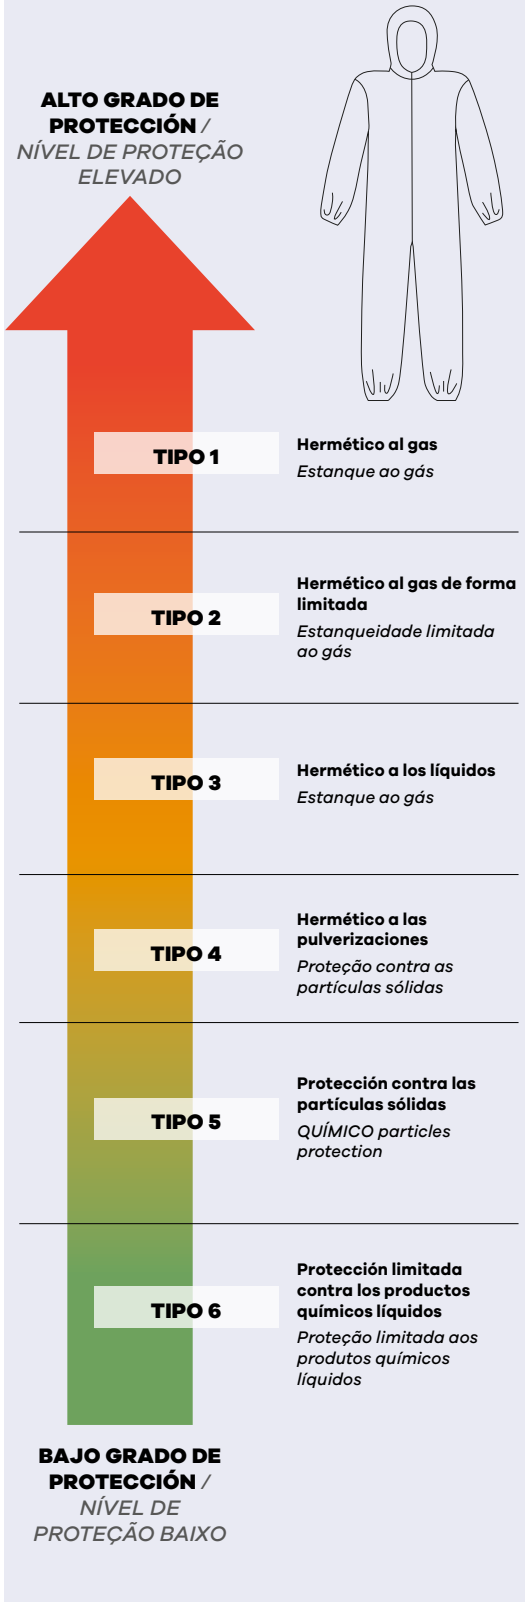 ALTO GRADO DE
PROTECCIÓN /
NÍVEL DE PROTEÇÃO
ELEVADO
TIPO 1
Hermético al gas
Estanque ao gás
TIPO 2
Hermético al gas de forma
limitada
Estanqueidade limitada
ao gás
TIPO 3
Hermético a los líquidos
Estanque ao gás
TIPO 4
Hermético a las
pulverizaciones
Proteção contra as
partículas sólidas
TIPO 5
Protección contra las
partículas sólidas
QUÍMICO particles
protection
TIPO 6
Protección limitada
contra los productos
químicos líquidos
Proteção limitada aos
produtos químicos
líquidos
BAJO GRADO DE
PROTECCIÓN /
NÍVEL DE
PROTEÇÃO BAIXO